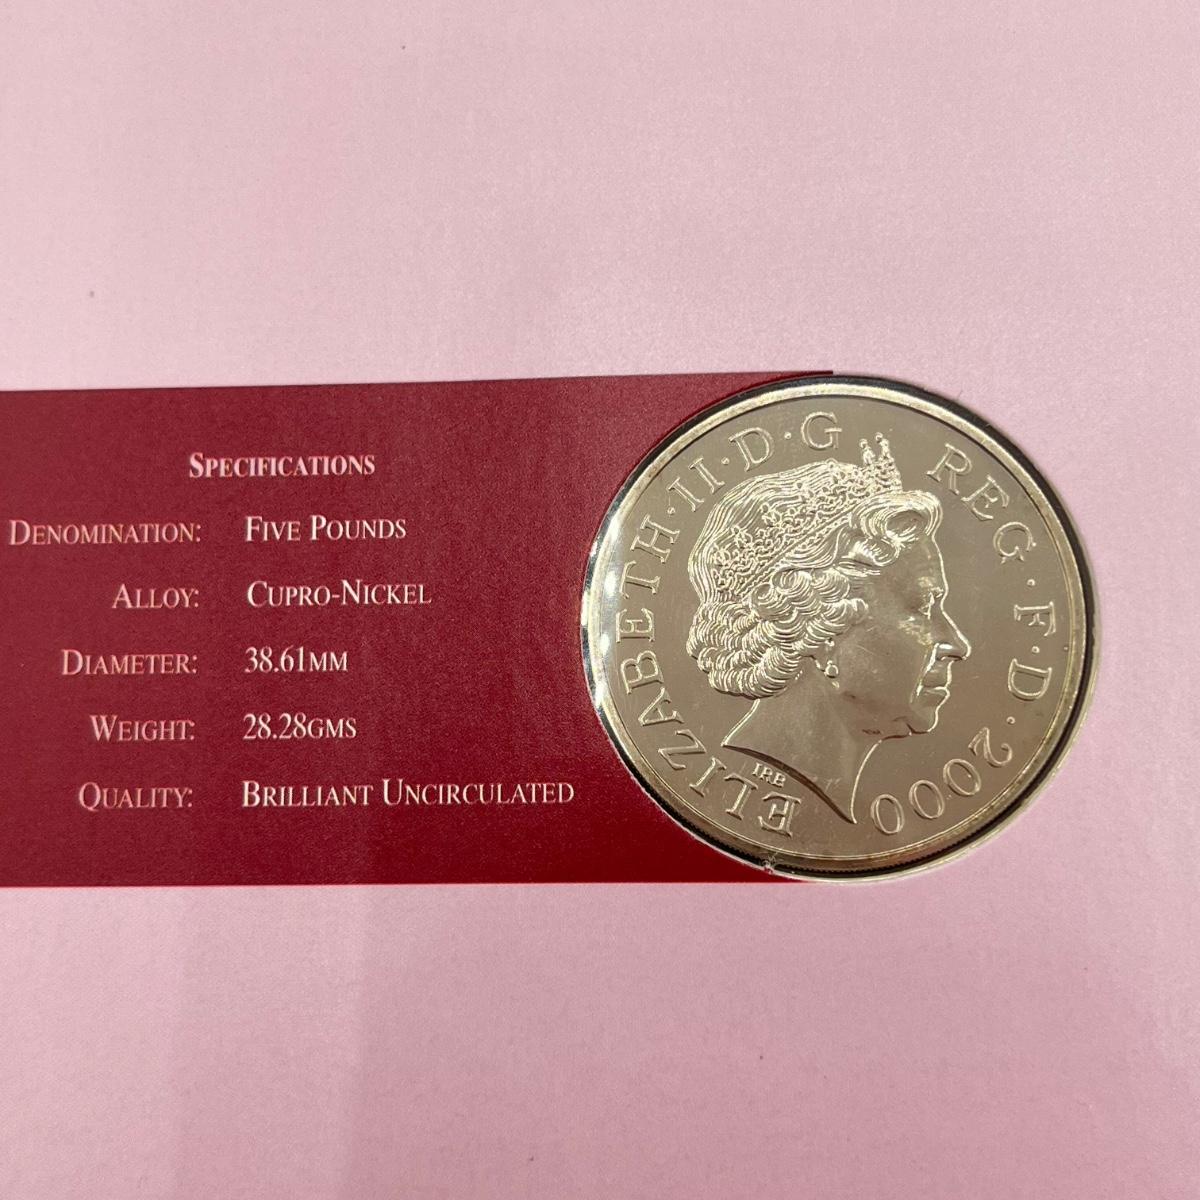 SPECIFICATIONS
DENOMINATION: FIVE POUNDS
ALLOY: CUPRO-NICKEL
DIAMETER: 38.61MM
WEIGHT: 28.28GMS
QUALITY: BRILLIANT UNCIRCULATED
ELIZABETH·II·D·G REG·F·D·2000
IRB